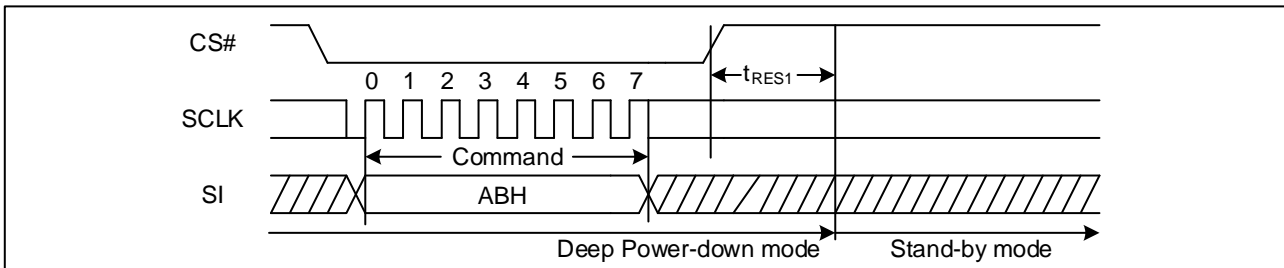 CS#
tRES1
0 1 2 3 4 5 6 7
SCLK
Command
SI
ABH
Deep Power-down mode Stand-by mode